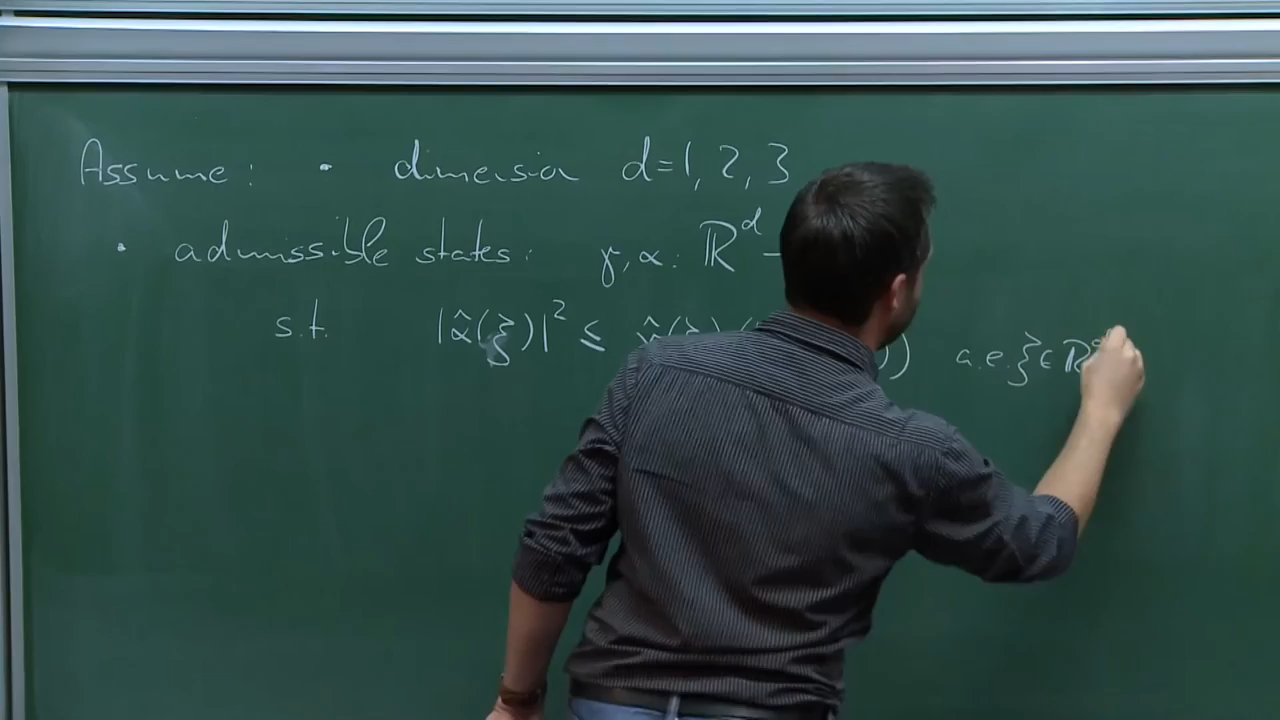 Assume: • dimension d=1, 2, 3
• admissible states: γ, α: ℝ^d –
s.t. |α̂(ξ)|² ≤ γ̂(ξ)( )) a.e. ξ ∈ ℝ